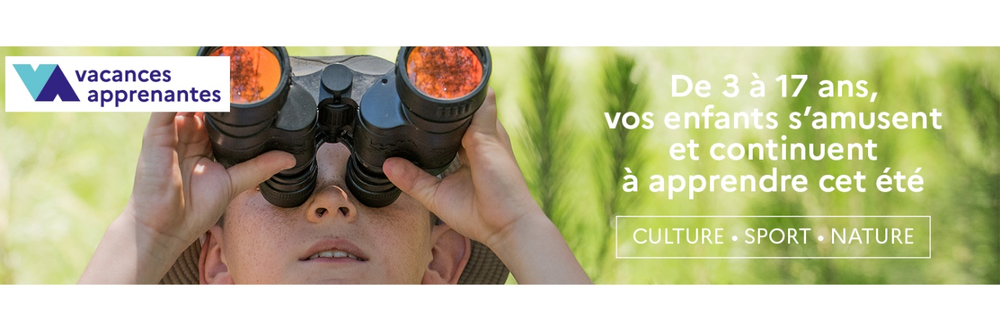 vacances
apprenantes
De 3 à 17 ans,
vos enfants s’amusent
et continuent
à apprendre cet été
CULTURE • SPORT • NATURE